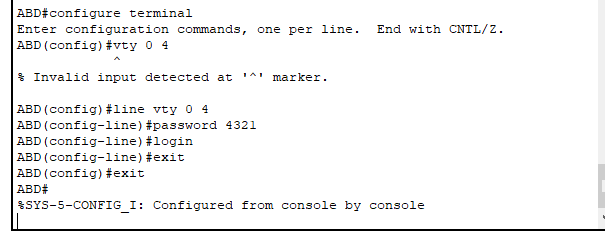 ABD#configure terminal
Enter configuration commands, one per line.  End with CNTL/Z.
ABD(config)#vty 0 4
            ^
% Invalid input detected at '^' marker.

ABD(config)#line vty 0 4
ABD(config-line)#password 4321
ABD(config-line)#login
ABD(config-line)#exit
ABD(config)#exit
ABD#
%SYS-5-CONFIG_I: Configured from console by console